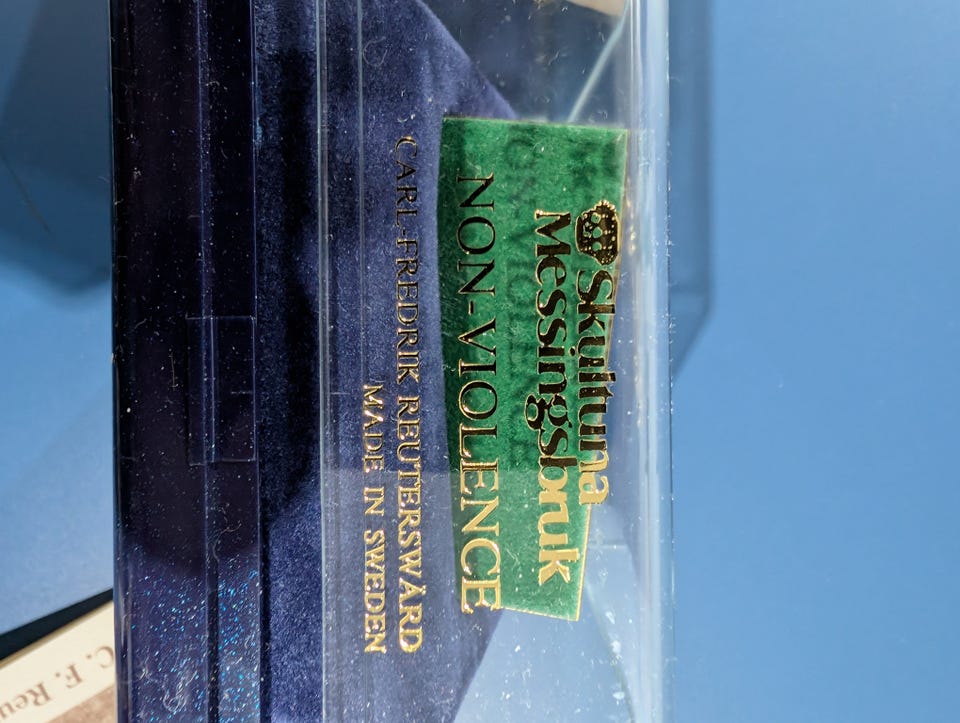 Skultuna
Messingsbruk
NON-VIOLENCE
CARL-FREDRIK REUTERSWÄRD
MADE IN SWEDEN
C. F. Reu